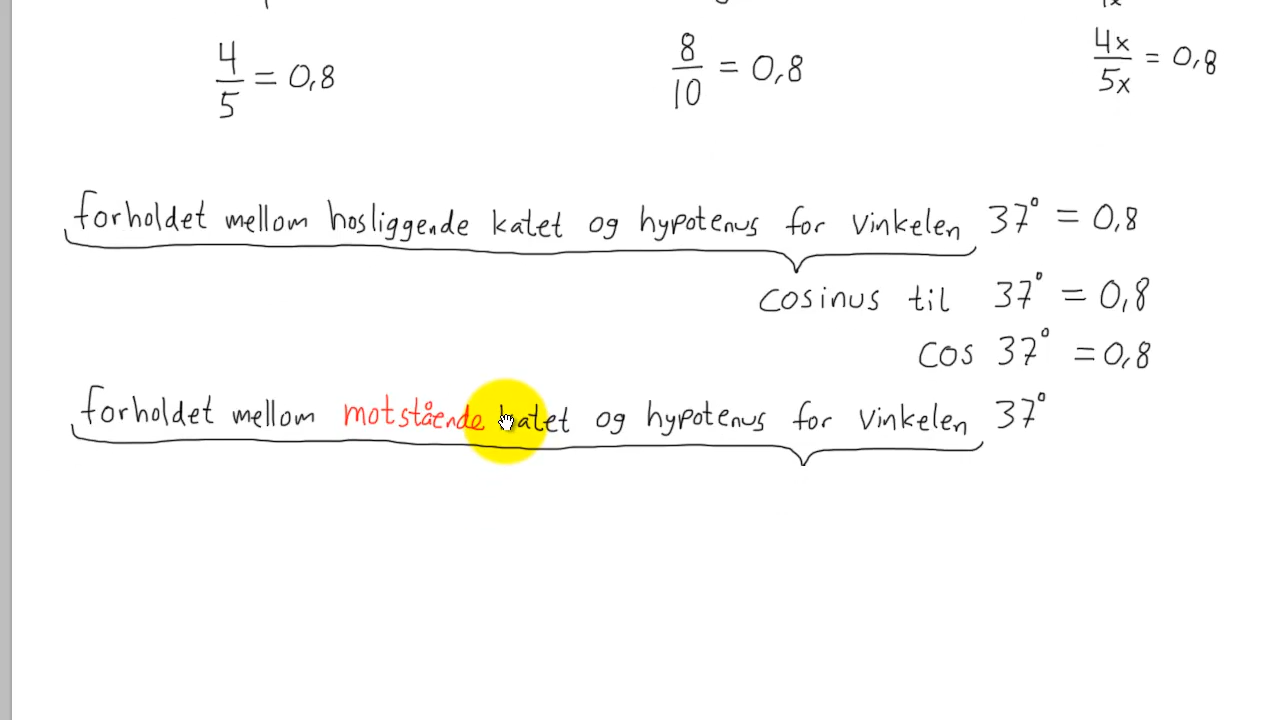 4/5 = 0,8
8/10 = 0,8
4x/5x = 0,8
forholdet mellom hosliggende katet og hypotenus for vinkelen 37° = 0,8
cosinus til 37° = 0,8
cos 37° = 0,8
forholdet mellom motstående katet og hypotenus for vinkelen 37°